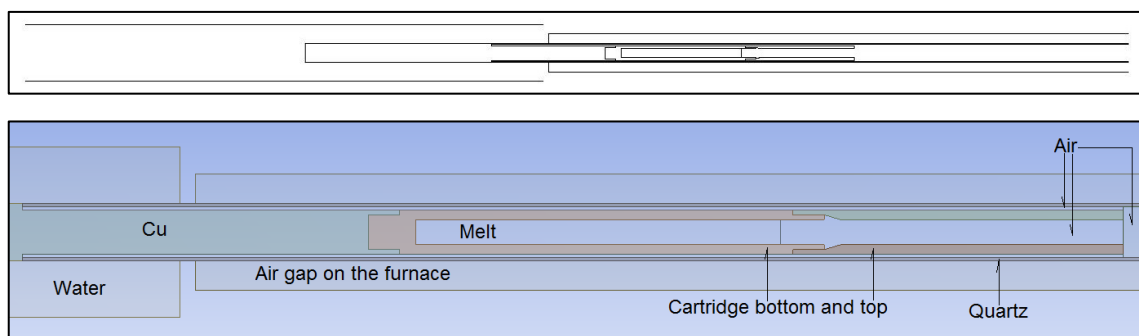 Air
Cu
Melt
Air gap on the furnace
Water
Cartridge bottom and top
Quartz